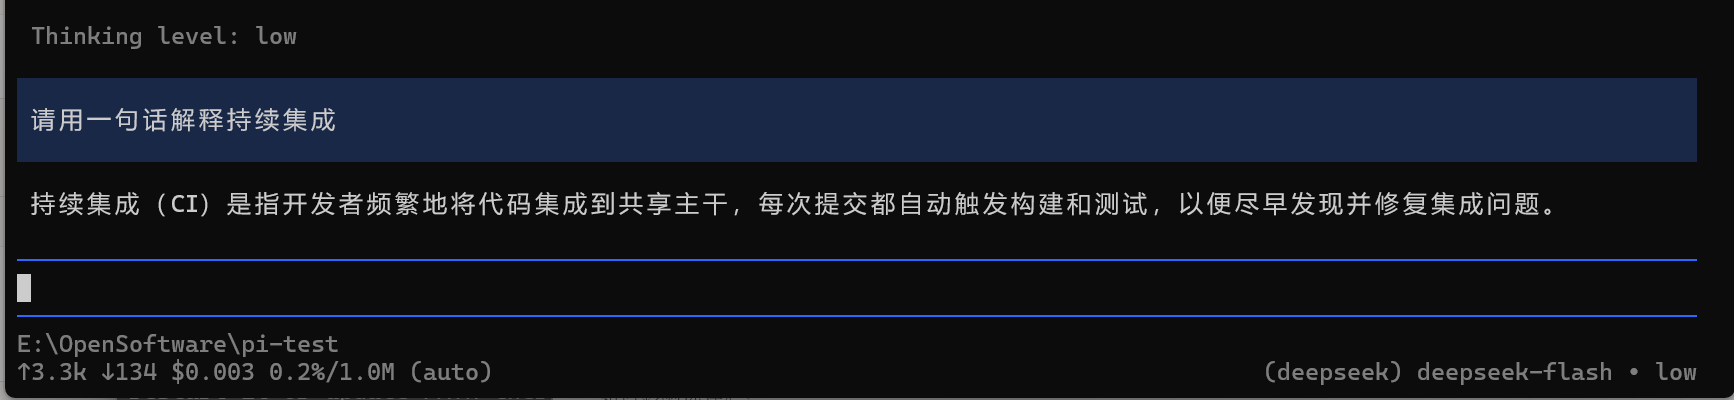 Thinking level: low
请用一句话解释持续集成
持续集成（CI）是指开发者频繁地将代码集成到共享主干，每次提交都自动触发构建和测试，以便尽早发现并修复集成问题。
E:\OpenSoftware\pi-test
↑3.3k ↓134 $0.003 0.2%/1.0M (auto) (deepseek) deepseek-flash • low